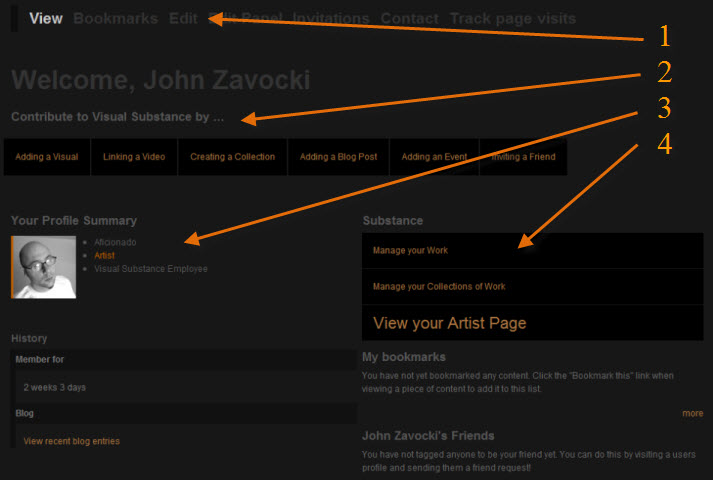 View Bookmarks Edit Edit Panel Invitations Contact Track page visits
1
Welcome, John Zavocki
2
Contribute to Visual Substance by ...
3
4
Adding a Visual Linking a Video Creating a Collection Adding a Blog Post Adding an Event Inviting a Friend
Your Profile Summary
Aficionado
Artist
Visual Substance Employee
History
Member for
2 weeks 3 days
Blog
View recent blog entries
Substance
Manage your Work
Manage your Collections of Work
View your Artist Page
My bookmarks
You have not yet bookmarked any content. Click the "Bookmark this" link when
viewing a piece of content to add it to this list.
more
John Zavocki's Friends
You have not tagged anyone to be your friend yet. You can do this by visiting a users
profile and sending them a friend request!